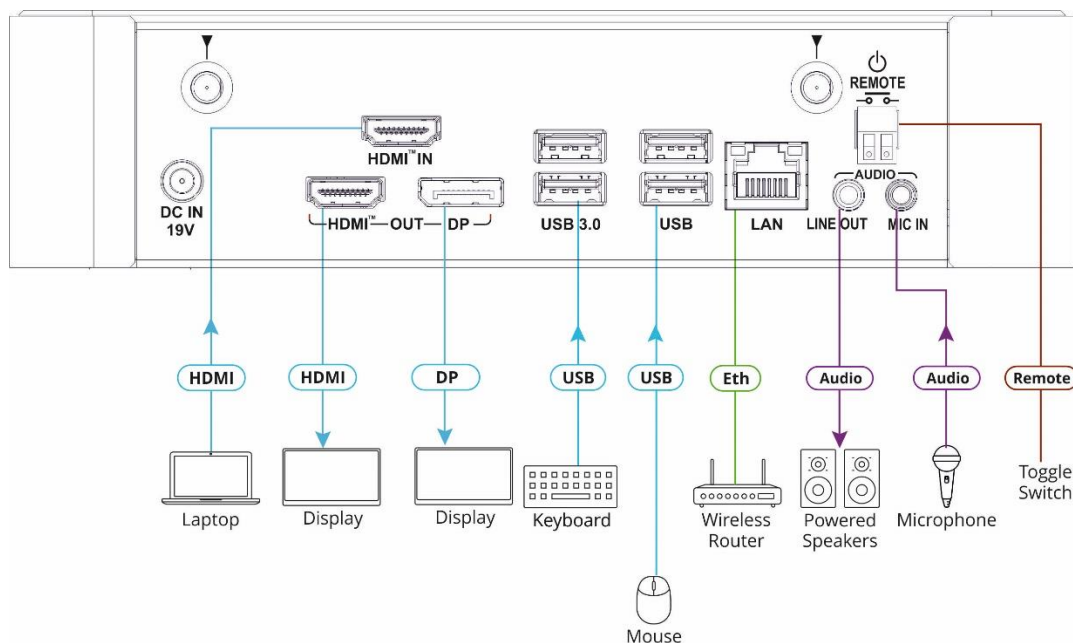 REMOTE
HDMI™ IN
AUDIO
DC IN
19V
HDMI™ OUT DP
USB 3.0
USB
LAN
LINE OUT
MIC IN
HDMI
HDMI
DP
USB
USB
Eth
Audio
Audio
Remote
Laptop
Display
Display
Keyboard
Wireless
Router
Powered
Speakers
Microphone
Toggle
Switch
Mouse